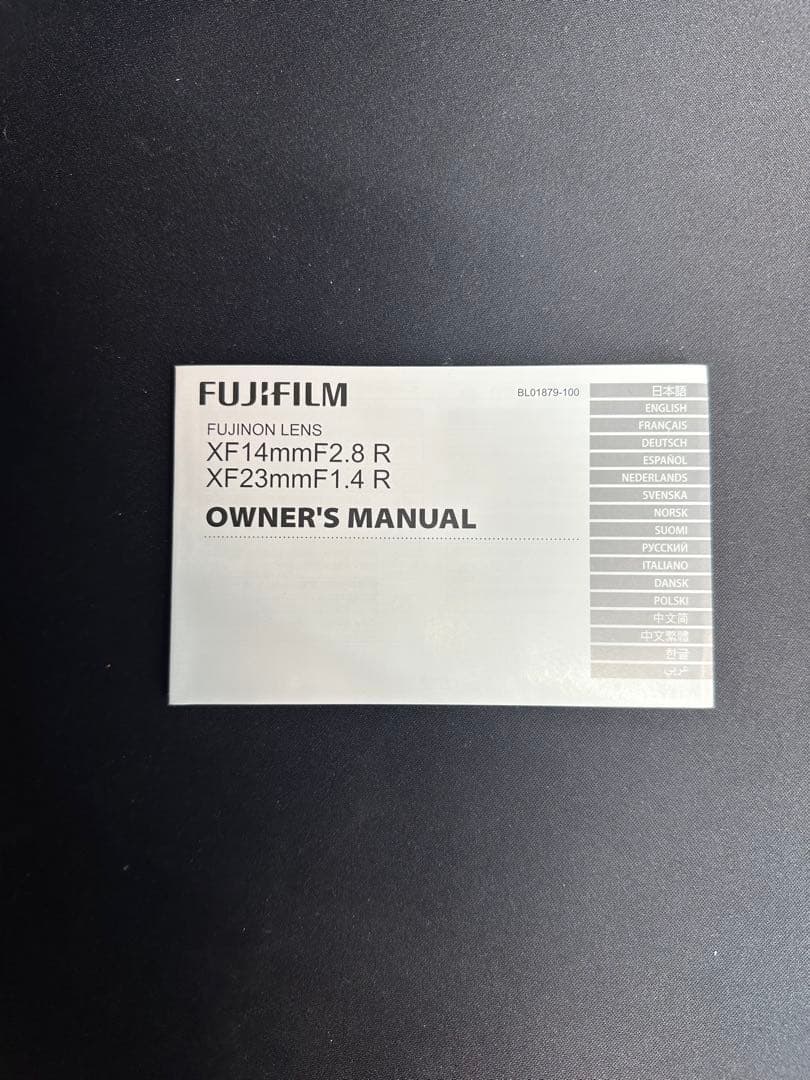 FUJIFILM
BL01879-100
FUJINON LENS
XF14mmF2.8 R
XF23mmF1.4 R
OWNER'S MANUAL
日本語
ENGLISH
FRANÇAIS
DEUTSCH
ESPAÑOL
NEDERLANDS
SVENSKA
NORSK
SUOMI
РУССКИЙ
ITALIANO
DANSK
POLSKI
中文简
中文繁體
한글
عربي